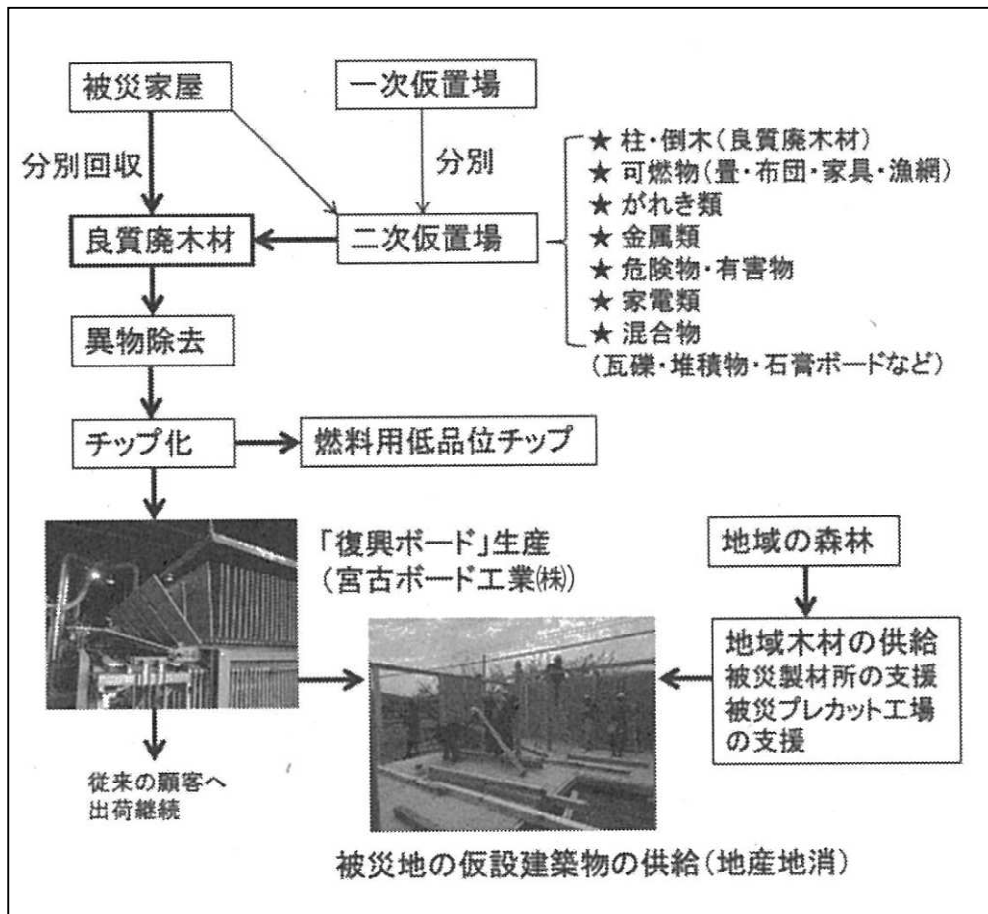 被災家屋
一次仮置場
分別回収
分別
★ 柱・倒木(良質廃木材)
★ 可燃物(畳・布団・家具・漁網)
★ がれき類
★ 金属類
★ 危険物・有害物
★ 家電類
★ 混合物
(瓦礫・堆積物・石膏ボードなど)
良質廃木材
二次仮置場
異物除去
チップ化
燃料用低品位チップ
「復興ボード」生産
(宮古ボード工業㈱)
地域の森林
地域木材の供給
被災製材所の支援
被災プレカット工場
の支援
従来の顧客へ
出荷継続
被災地の仮設建築物の供給(地産地消)